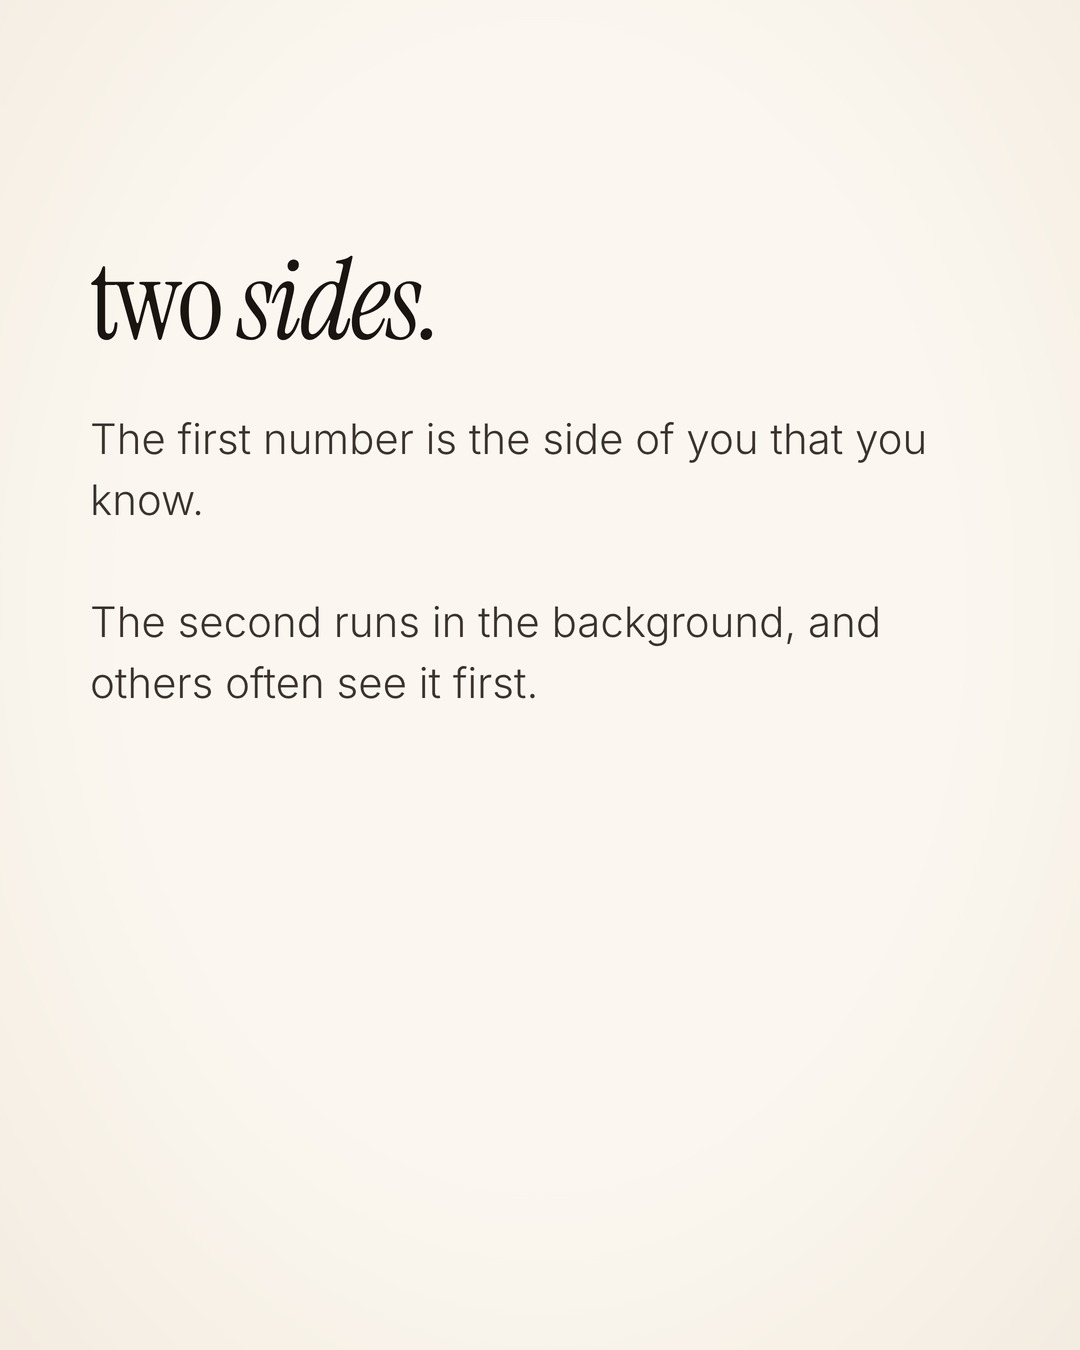 two sides.
The first number is the side of you that you
know.
The second runs in the background, and
others often see it first.